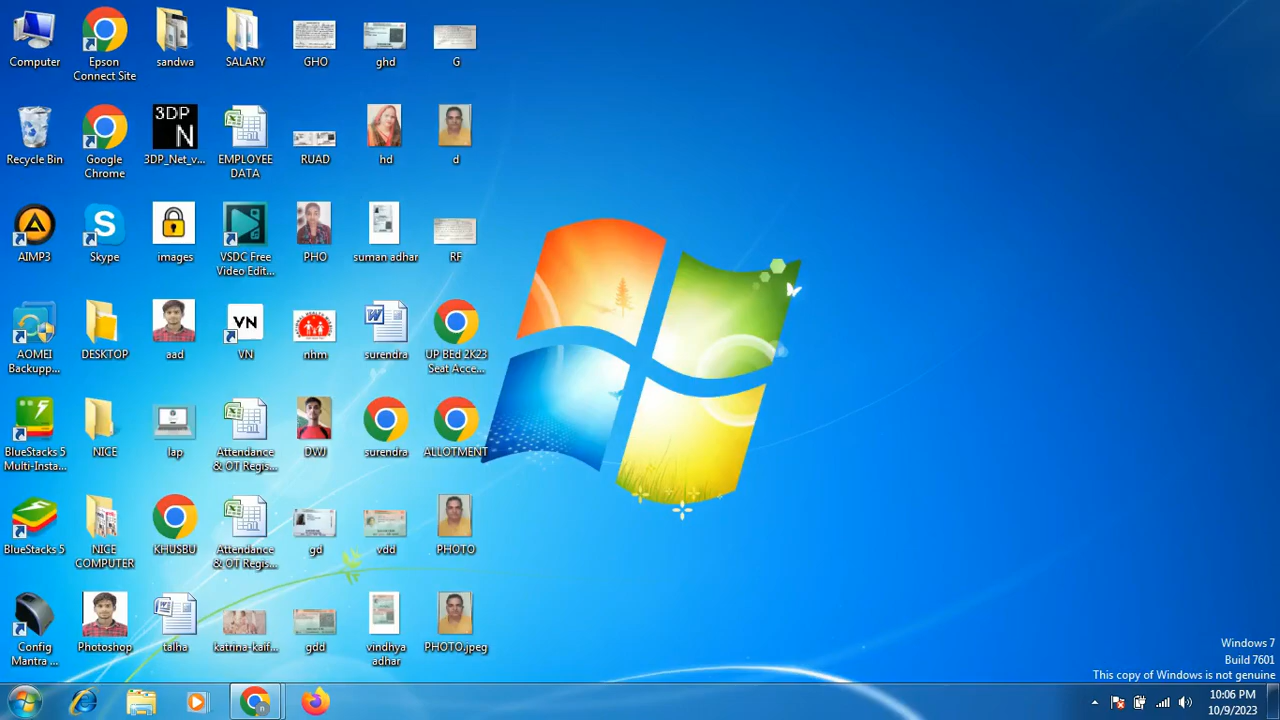 Computer
Epson
Connect Site
sandwa
SALARY
GHO
ghd
G
Recycle Bin
Google
Chrome
3DP
N
3DP_Net_v...
EMPLOYEE
DATA
RUAD
hd
d
AIMP3
Skype
images
VSDC Free
Video Edit...
PHO
suman adhar
RF
AOMEI
Backupp...
DESKTOP
aad
VN
VN
nhm
surendra
UP BEd 2K23
Seat Acce...
BlueStacks 5
Multi-Insta...
NICE
lap
Attendance
& OT Regis...
DWJ
surendra
ALLOTMENT
BlueStacks 5
NICE
COMPUTER
KHUSBU
Attendance
& OT Regis...
gd
vdd
PHOTO
Config
Mantra ...
Photoshop
talha
katrina-kaif...
gdd
vindhya
adhar
PHOTO.jpeg
Windows 7
Build 7601
This copy of Windows is not genuine
10:06 PM
10/9/2023